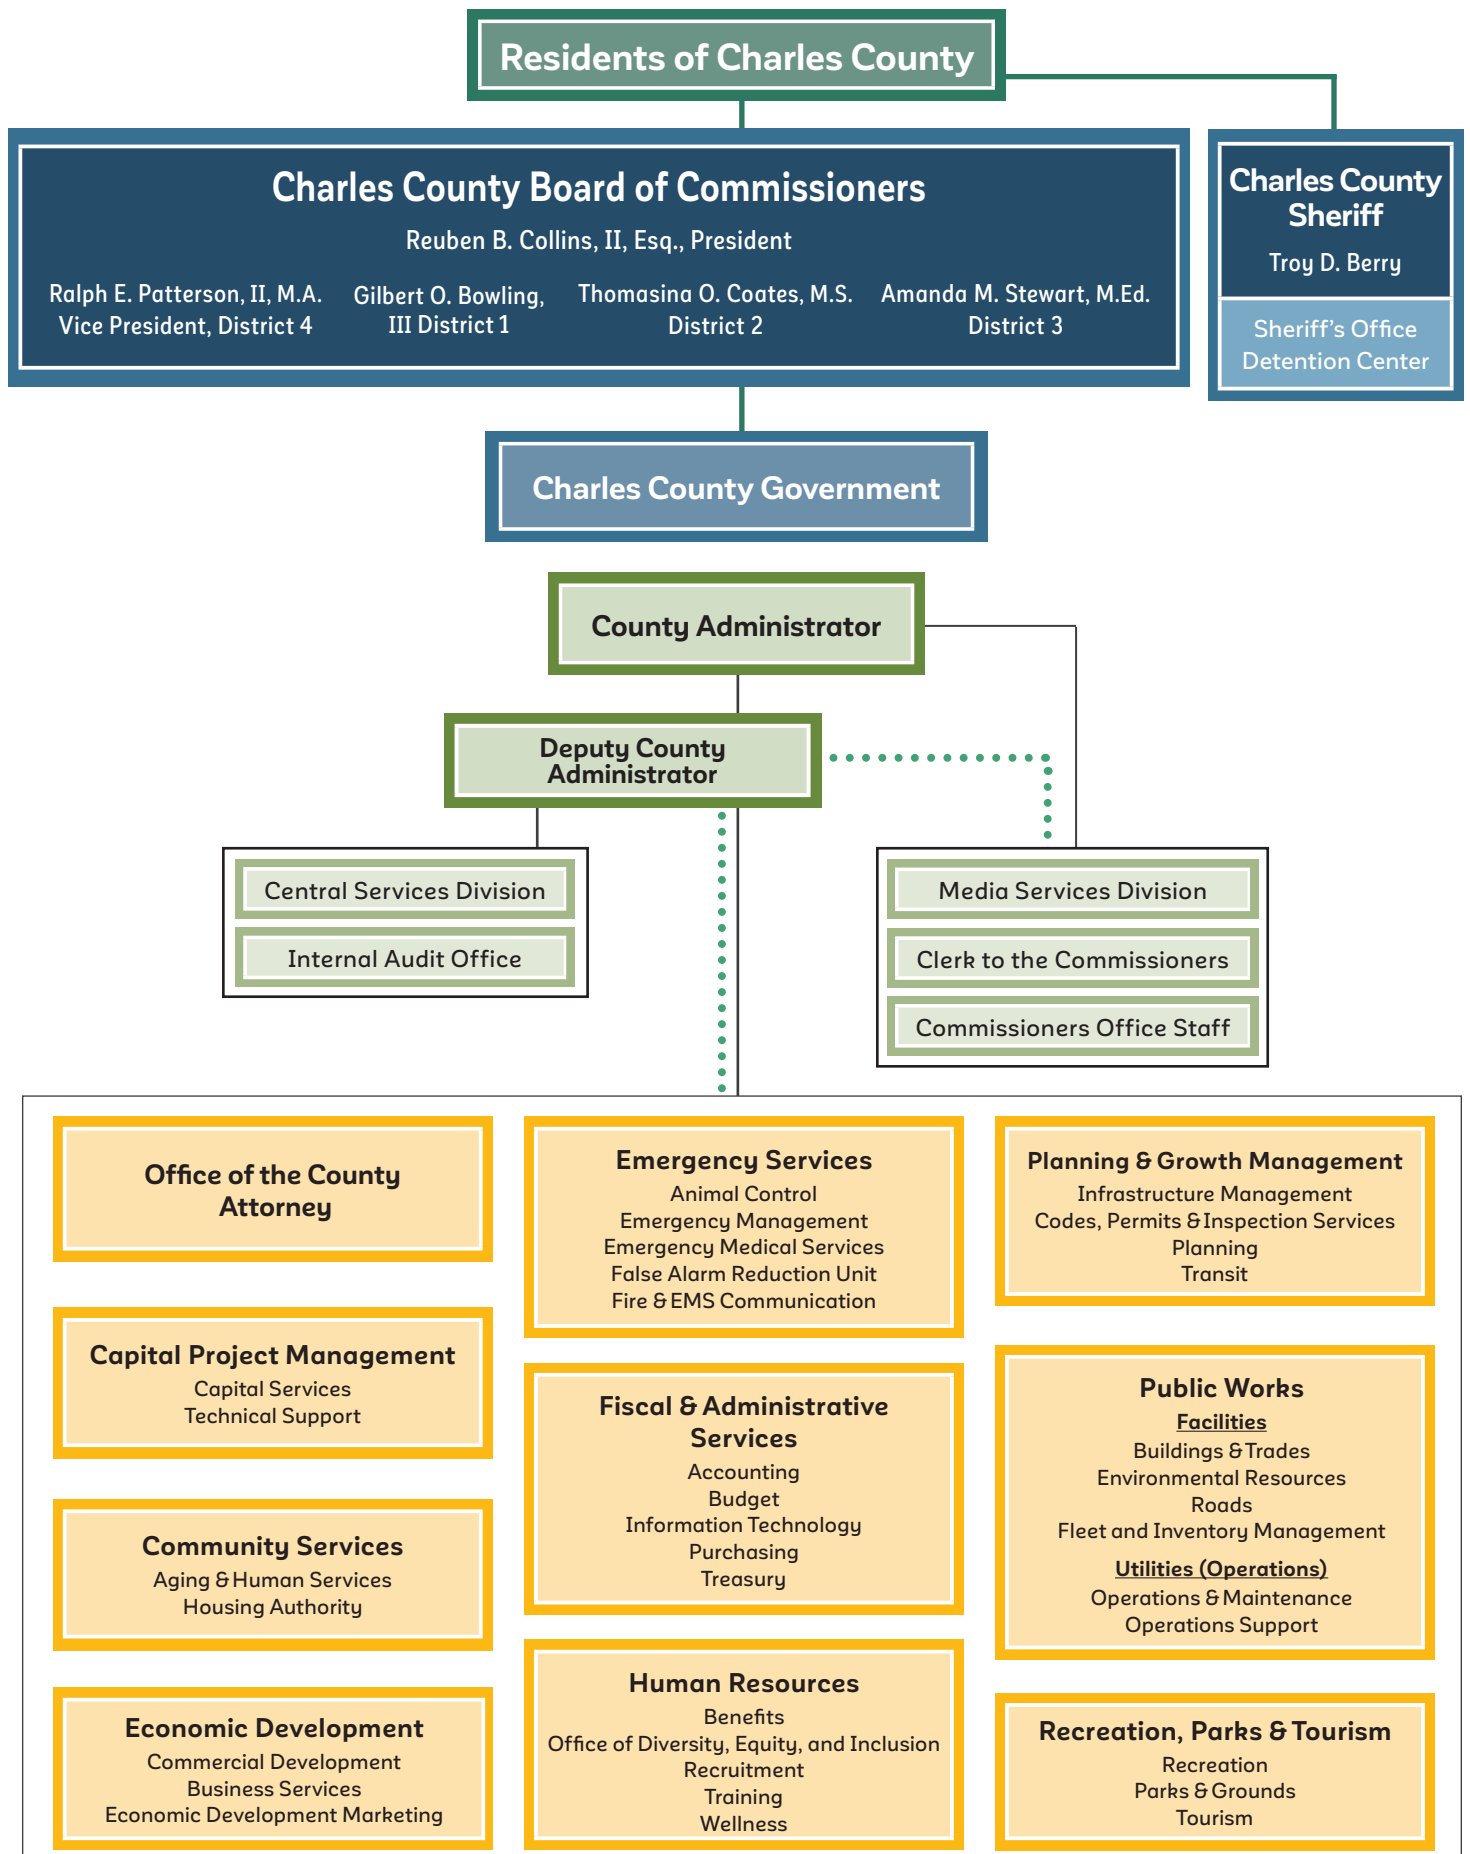 Residents of Charles County
Charles County Board of Commissioners
Reuben B. Collins, II, Esq., President
Ralph E. Patterson, II, M.A.
Vice President, District 4
Gilbert O. Bowling,
III District 1
Thomasina O. Coates, M.S.
District 2
Amanda M. Stewart, M.Ed.
District 3
Charles County
Sheriff
Troy D. Berry
Sheriff’s Office
Detention Center
Charles County Government
County Administrator
Deputy County
Administrator
Central Services Division
Internal Audit Office
Media Services Division
Clerk to the Commissioners
Commissioners Office Staff
Office of the County
Attorney
Capital Project Management
Capital Services
Technical Support
Community Services
Aging & Human Services
Housing Authority
Economic Development
Commercial Development
Business Services
Economic Development Marketing
Emergency Services
Animal Control
Emergency Management
Emergency Medical Services
False Alarm Reduction Unit
Fire & EMS Communication
Fiscal & Administrative
Services
Accounting
Budget
Information Technology
Purchasing
Treasury
Human Resources
Benefits
Office of Diversity, Equity, and Inclusion
Recruitment
Training
Wellness
Planning & Growth Management
Infrastructure Management
Codes, Permits & Inspection Services
Planning
Transit
Public Works
Facilities
Buildings & Trades
Environmental Resources
Roads
Fleet and Inventory Management
Utilities (Operations)
Operations & Maintenance
Operations Support
Recreation, Parks & Tourism
Recreation
Parks & Grounds
Tourism